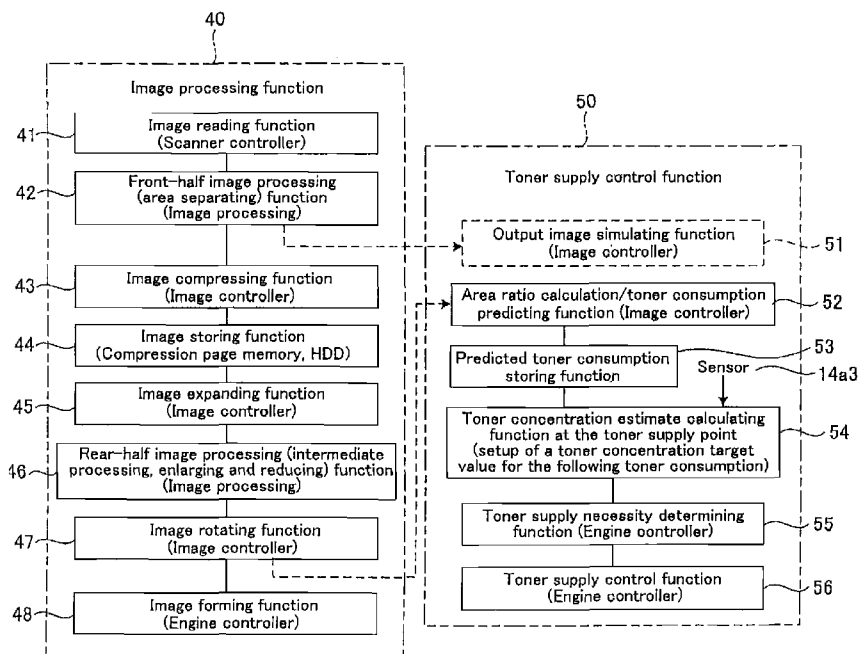 40
Image processing function
41
Image reading function
(Scanner controller)
42
Front-half image processing
(area separating) function
(Image processing)
43
Image compressing function
(Image controller)
44
Image storing function
(Compression page memory, HDD)
45
Image expanding function
(Image controller)
46
Rear-half image processing (intermediate
processing, enlarging and reducing) function
(Image processing)
47
Image rotating function
(Image controller)
48
Image forming function
(Engine controller)
50
Toner supply control function
Output image simulating function
(Image controller)
51
Area ratio calculation/toner consumption
predicting function (Image controller)
52
Predicted toner consumption
storing function
53
Sensor
14a3
Toner concentration estimate calculating
function at the toner supply point
(setup of a toner concentration target
value for the following toner consumption)
54
Toner supply necessity determining
function (Engine controller)
55
Toner supply control function
(Engine controller)
56